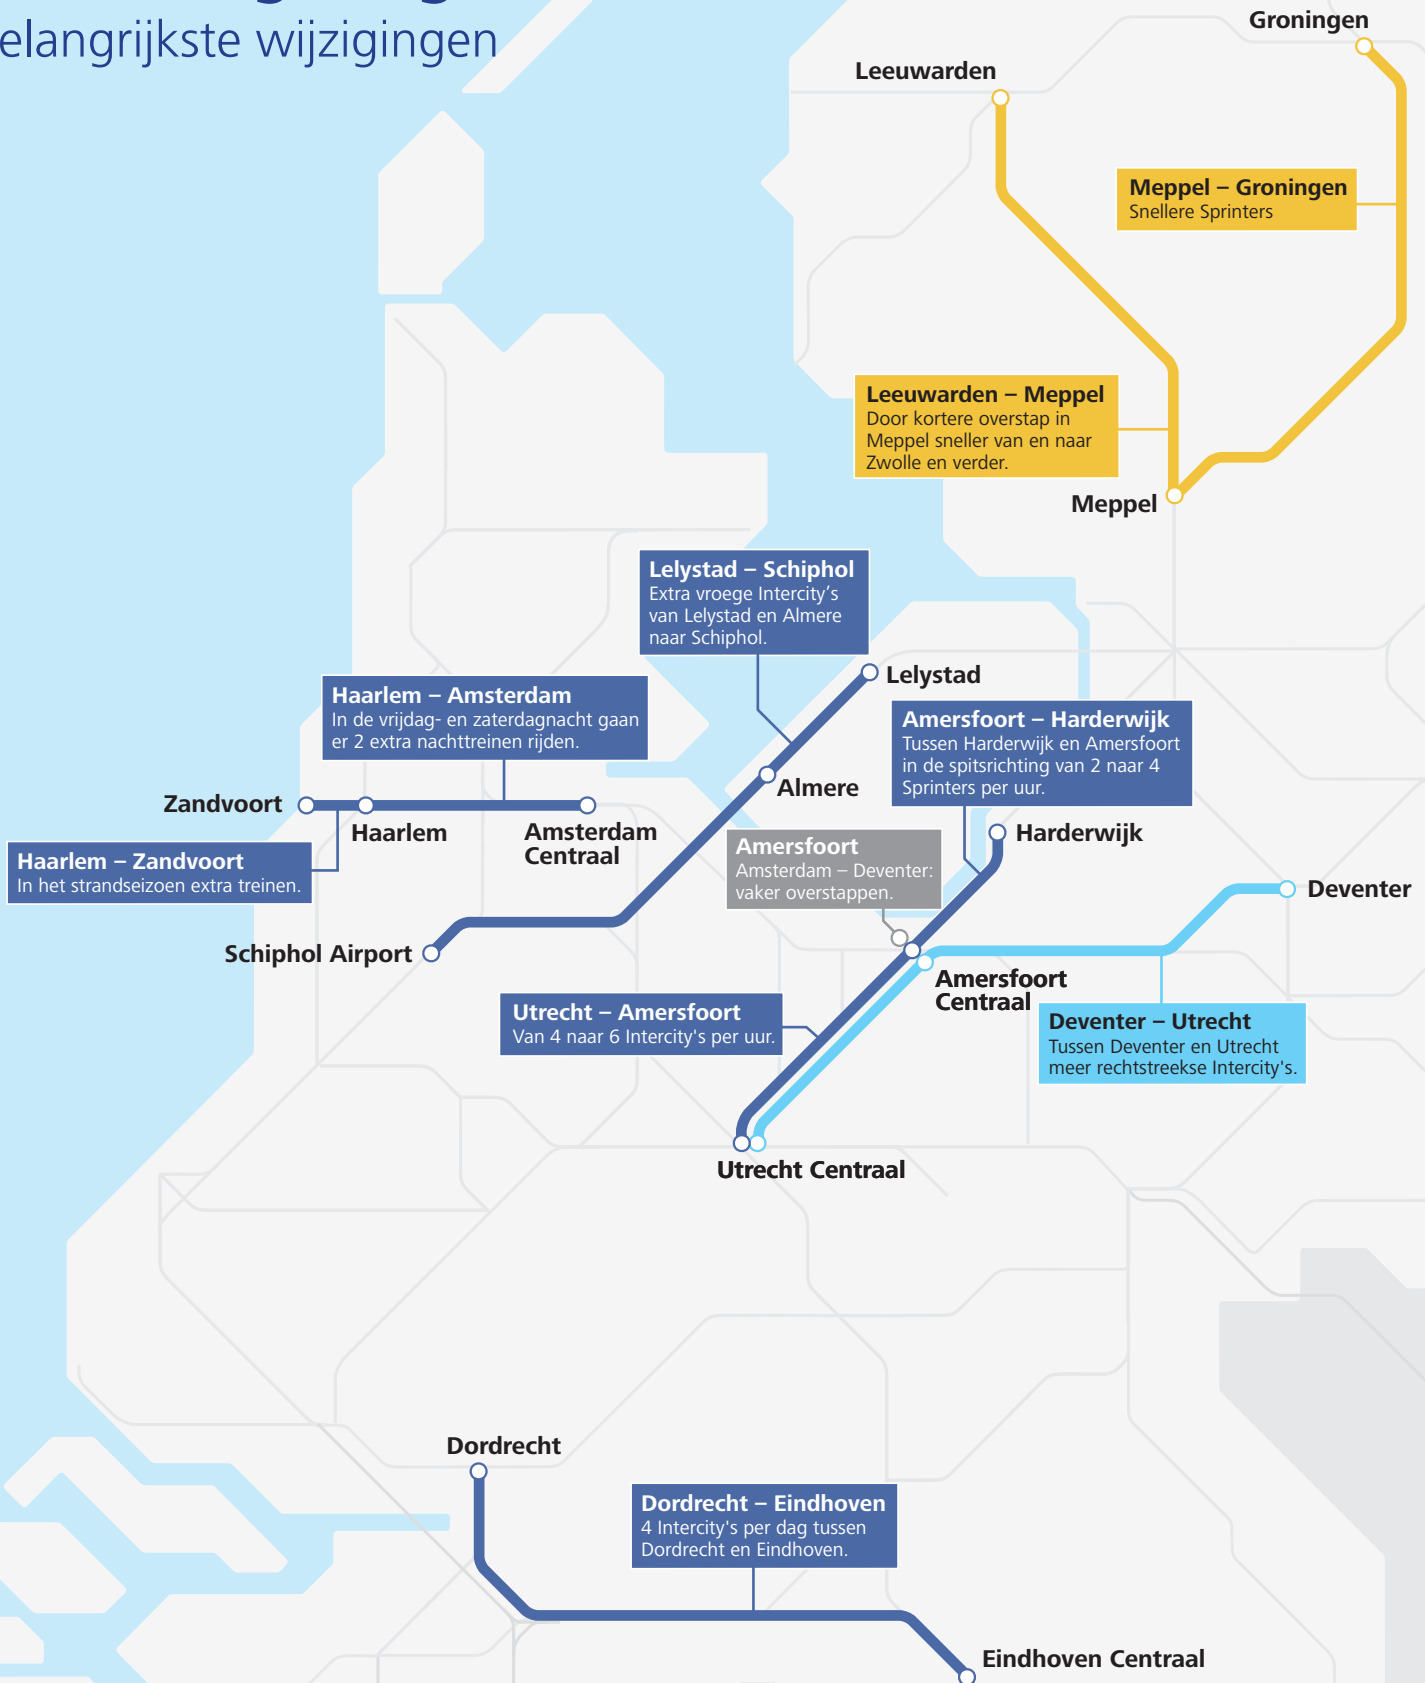 elangrijkste wijzigingen
Groningen
Leeuwarden
Meppel – Groningen
Snellere Sprinters
Leeuwarden – Meppel
Door kortere overstap in
Meppel sneller van en naar
Zwolle en verder.
Meppel
Lelystad – Schiphol
Extra vroege Intercity’s
van Lelystad en Almere
naar Schiphol.
Lelystad
Haarlem – Amsterdam
In de vrijdag- en zaterdagnacht gaan
er 2 extra nachttreinen rijden.
Amersfoort – Harderwijk
Tussen Harderwijk en Amersfoort
in de spitsrichting van 2 naar 4
Sprinters per uur.
Almere
Zandvoort
Haarlem
Amsterdam
Centraal
Harderwijk
Haarlem – Zandvoort
In het strandseizoen extra treinen.
Amersfoort
Amsterdam – Deventer:
vaker overstappen.
Deventer
Schiphol Airport
Amersfoort
Centraal
Utrecht – Amersfoort
Van 4 naar 6 Intercity's per uur.
Deventer – Utrecht
Tussen Deventer en Utrecht
meer rechtstreekse Intercity's.
Utrecht Centraal
Dordrecht
Dordrecht – Eindhoven
4 Intercity's per dag tussen
Dordrecht en Eindhoven.
Eindhoven Centraal